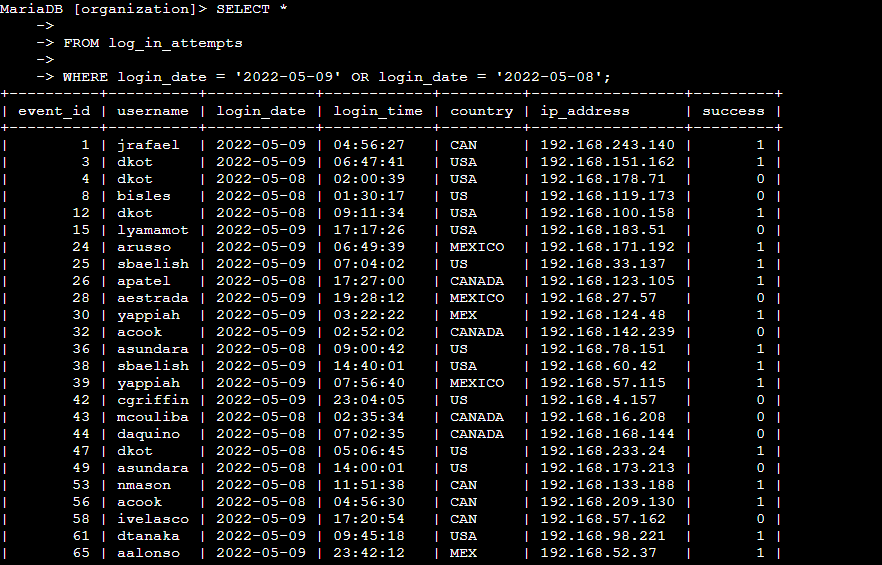 MariaDB [organization]> SELECT *
    ->
    -> FROM log_in_attempts
    ->
    -> WHERE login_date = '2022-05-09' OR login_date = '2022-05-08';
+----------+----------+------------+------------+---------+-----------------+---------+
| event_id | username | login_date | login_time | country | ip_address      | success |
+----------+----------+------------+------------+---------+-----------------+---------+
|        1 | jrafael  | 2022-05-09 | 04:56:27   | CAN     | 192.168.243.140 |       1 |
|        3 | dkot     | 2022-05-09 | 06:47:41   | USA     | 192.168.151.162 |       1 |
|        4 | dkot     | 2022-05-08 | 02:00:39   | USA     | 192.168.178.71  |       0 |
|        8 | bisles   | 2022-05-08 | 01:30:17   | US      | 192.168.119.173 |       0 |
|       12 | dkot     | 2022-05-08 | 09:11:34   | USA     | 192.168.100.158 |       1 |
|       15 | lyamamot | 2022-05-09 | 17:17:26   | USA     | 192.168.183.51  |       0 |
|       24 | arusso   | 2022-05-09 | 06:49:39   | MEXICO  | 192.168.171.192 |       1 |
|       25 | sbaelish | 2022-05-09 | 07:04:02   | US      | 192.168.33.137  |       1 |
|       26 | apatel   | 2022-05-08 | 17:27:00   | CANADA  | 192.168.123.105 |       1 |
|       28 | aestrada | 2022-05-09 | 19:28:12   | MEXICO  | 192.168.27.57   |       0 |
|       30 | yappiah  | 2022-05-09 | 03:22:22   | MEX     | 192.168.124.48  |       1 |
|       32 | acook    | 2022-05-09 | 02:52:02   | CANADA  | 192.168.142.239 |       0 |
|       36 | asundara | 2022-05-08 | 09:00:42   | US      | 192.168.78.151  |       1 |
|       38 | sbaelish | 2022-05-09 | 14:40:01   | USA     | 192.168.60.42   |       1 |
|       39 | yappiah  | 2022-05-09 | 07:56:40   | MEXICO  | 192.168.57.115  |       1 |
|       42 | cgriffin | 2022-05-09 | 23:04:05   | US      | 192.168.4.157   |       0 |
|       43 | mcouliba | 2022-05-08 | 02:35:34   | CANADA  | 192.168.16.208  |       0 |
|       44 | daquino  | 2022-05-08 | 07:02:35   | CANADA  | 192.168.168.144 |       0 |
|       47 | dkot     | 2022-05-08 | 05:06:45   | US      | 192.168.233.24  |       1 |
|       49 | asundara | 2022-05-08 | 14:00:01   | US      | 192.168.173.213 |       0 |
|       53 | nmason   | 2022-05-08 | 11:51:38   | CAN     | 192.168.133.188 |       1 |
|       56 | acook    | 2022-05-08 | 04:56:30   | CAN     | 192.168.209.130 |       1 |
|       58 | ivelasco | 2022-05-09 | 17:20:54   | CAN     | 192.168.57.162  |       0 |
|       61 | dtanaka  | 2022-05-09 | 09:45:18   | USA     | 192.168.98.221  |       1 |
|       65 | aalonso  | 2022-05-09 | 23:42:12   | MEX     | 192.168.52.37   |       1 |